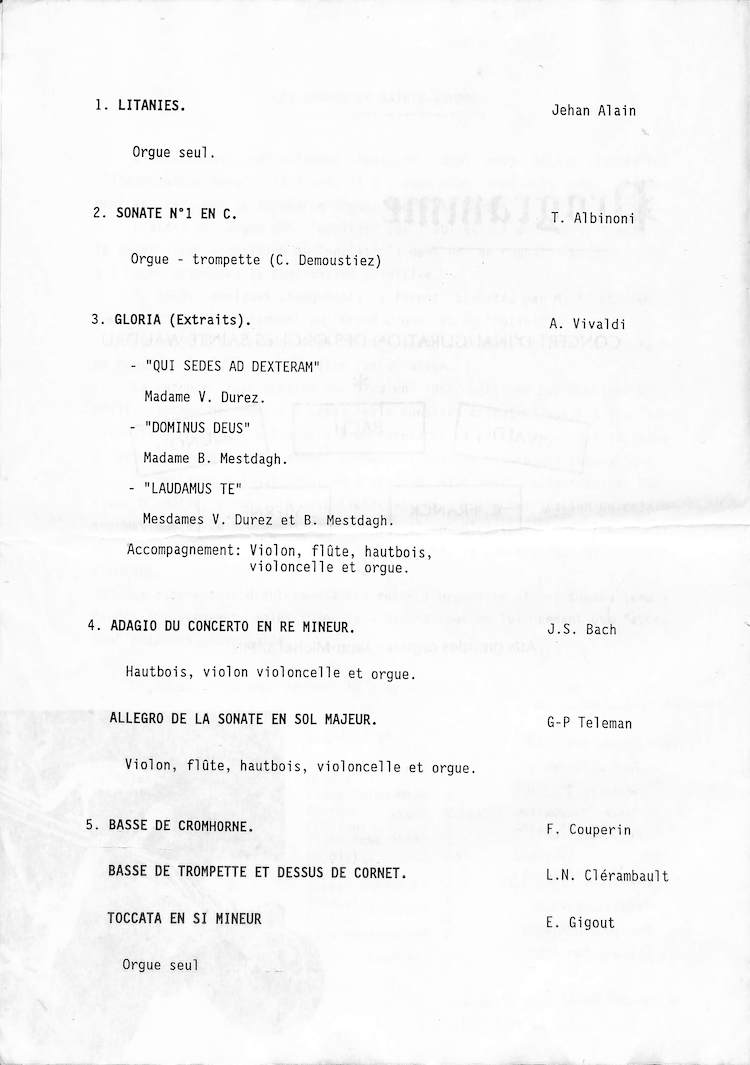 1. LITANIES. Jehan Alain
Orgue seul.
2. SONATE N°1 EN C. T. Albinoni
Orgue - trompette (C. Demoustiez)
3. GLORIA (Extraits). A. Vivaldi
- "QUI SEDES AD DEXTERAM"
Madame V. Durez.
- "DOMINUS DEUS"
Madame B. Mestdagh.
- "LAUDAMUS TE"
Mesdames V. Durez et B. Mestdagh.
Accompagnement: Violon, flûte, hautbois,
violoncelle et orgue.
4. ADAGIO DU CONCERTO EN RE MINEUR. J.S. Bach
Hautbois, violon violoncelle et orgue.
ALLEGRO DE LA SONATE EN SOL MAJEUR. G-P Teleman
Violon, flûte, hautbois, violoncelle et orgue.
5. BASSE DE CROMHORNE. F. Couperin
BASSE DE TROMPETTE ET DESSUS DE CORNET. L.N. Clérambault
TOCCATA EN SI MINEUR E. Gigout
Orgue seul